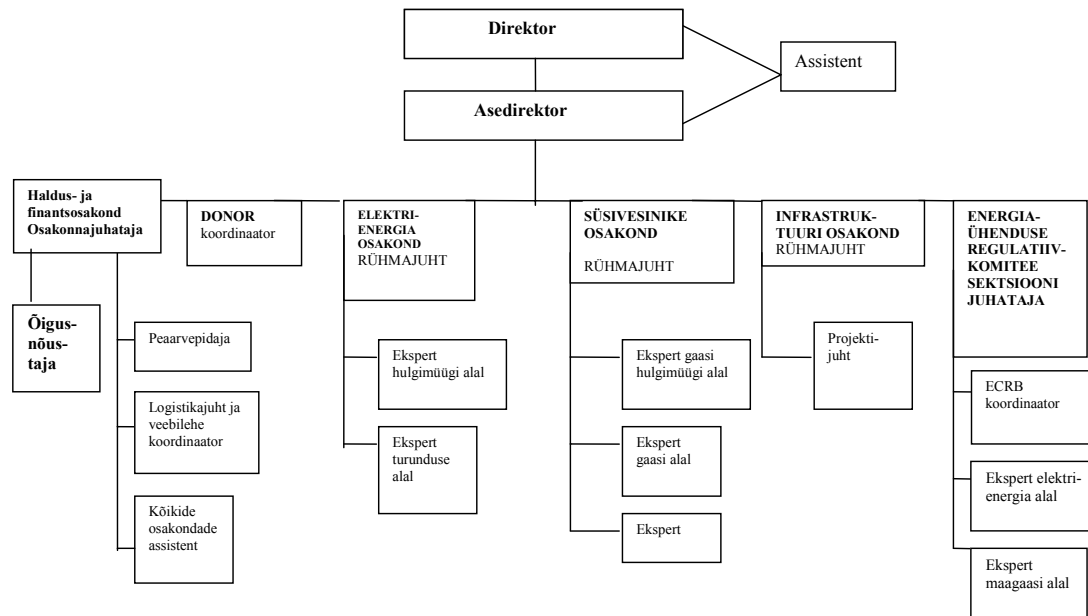 Direktor
Assistent
Asedirektor
Haldus- ja
finantsosakond
Osakonnajuhataja
DONOR
koordinaator
ELEKTRI-
ENERGIA
OSAKOND
RÜHMAJUHT
SÜSIVESINIKE
OSAKOND
RÜHMAJUHT
INFRASTRUK-
TUURI OSAKOND
RÜHMAJUHT
ENERGIA-
ÜHENDUSE
REGULATIIV-
KOMITEE
SEKTSIOONI
JUHATAJA
Õigus-
nõus-
taja
Peaarvepidaja
Logistikajuht ja
veebilehe
koordinaator
Kõikide
osakondade
assistent
Ekspert
hulgimüügi alal
Ekspert
turunduse
alal
Ekspert gaasi
hulgimüügi alal
Ekspert
gaasi alal
Ekspert
Projekti-
juht
ECRB
koordinaator
Ekspert elektri-
energia alal
Ekspert
maagaasi alal